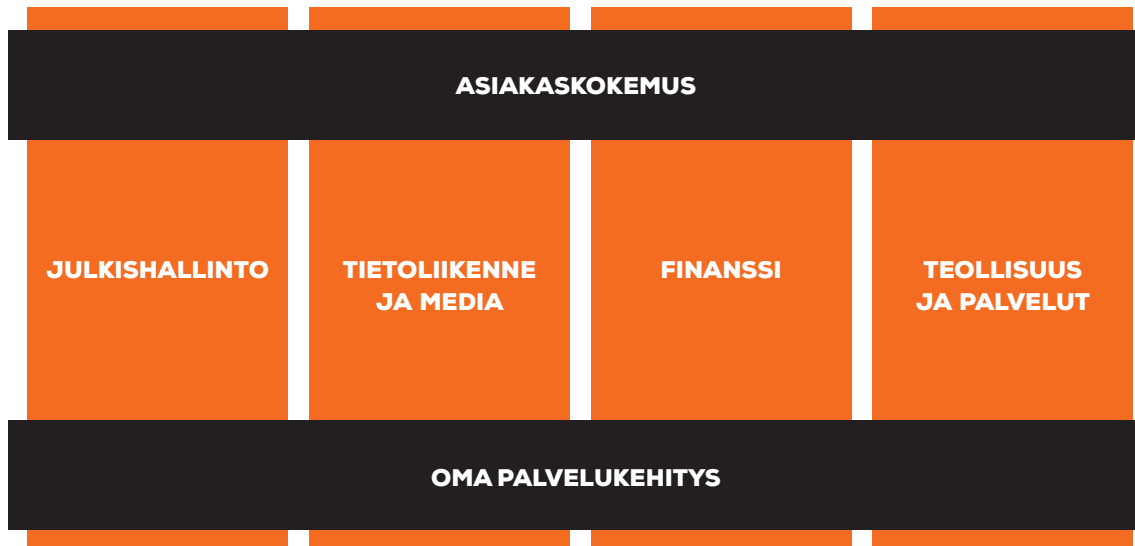 ASIAKASKOKEMUS
JULKISHALLINTO
TIETOLIIKENNE
JA MEDIA
FINANSSI
TEOLLISUUS
JA PALVELUT
OMA PALVELUKEHITYS